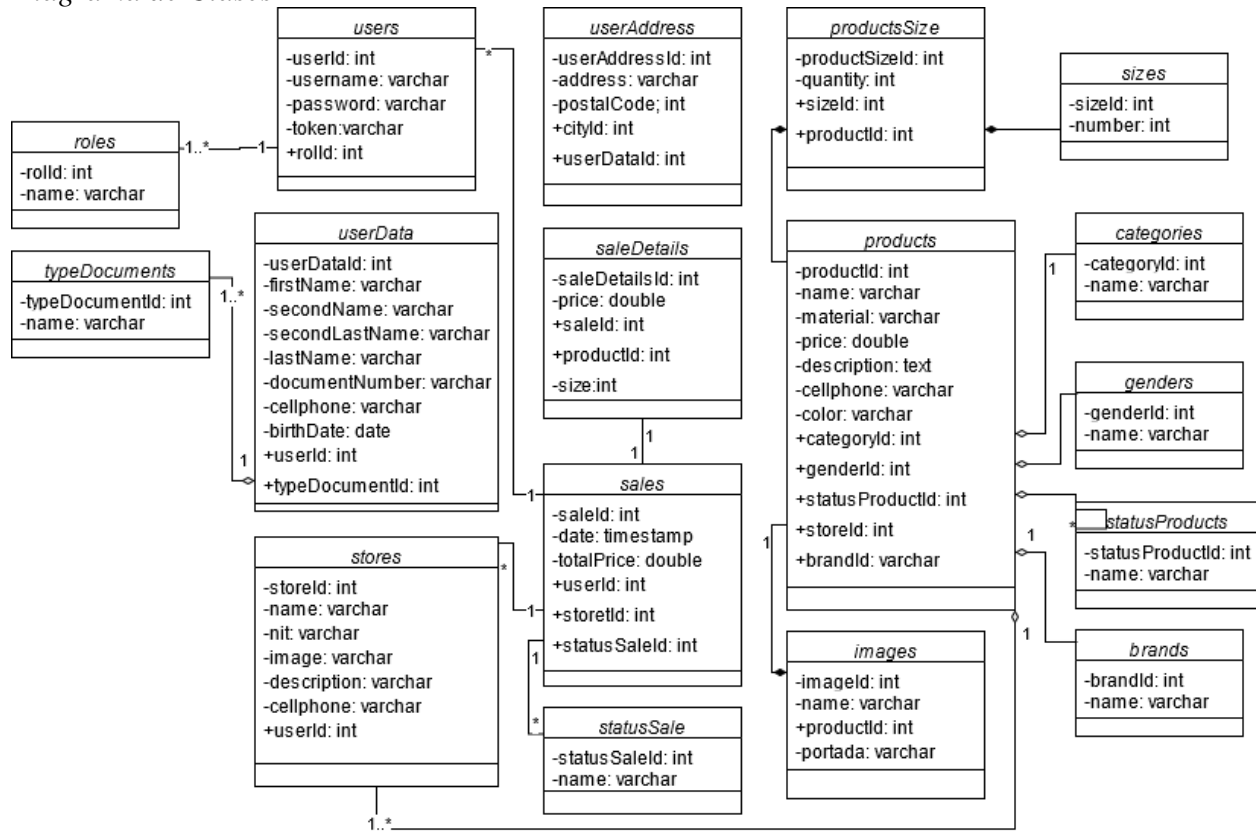 users
-userId: int
-username: varchar
-password: varchar
-token:varchar
+rolId: int
userAddress
-userAddressId: int
-address: varchar
-postalCode; int
+cityId: int
+userDataId: int
productsSize
-productSizeId: int
-quantity: int
+sizeId: int
+productId: int
sizes
-sizeId: int
-number: int
roles
-rolId: int
-name: varchar
1..*
1
*
typeDocuments
-typeDocumentId: int
-name: varchar
1..*
1
userData
-userDataId: int
-firstName: varchar
-secondName: varchar
-secondLastName: varchar
-lastName: varchar
-documentNumber: varchar
-cellphone: varchar
-birthDate: date
+userId: int
+typeDocumentId: int
saleDetails
-saleDetailsId: int
-price: double
+saleId: int
+productId: int
-size:int
1
1
products
-productId: int
-name: varchar
-material: varchar
-price: double
-description: text
-cellphone: varchar
-color: varchar
+categoryId: int
+genderId: int
+statusProductId: int
+storeId: int
+brandId: varchar
categories
-categoryId: int
-name: varchar
1
genders
-genderId: int
-name: varchar
statusProducts
-statusProductId: int
-name: varchar
*
1
brands
-brandId: int
-name: varchar
1
stores
-storeId: int
-name: varchar
-nit: varchar
-image: varchar
-description: varchar
-cellphone: varchar
+userId: int
*
1
1
sales
-saleId: int
-date: timestamp
-totalPrice: double
+userId: int
+storetId: int
+statusSaleId: int
1
*
statusSale
-statusSaleId: int
-name: varchar
1
images
-imageId: int
-name: varchar
+productId: int
-portada: varchar
1..*